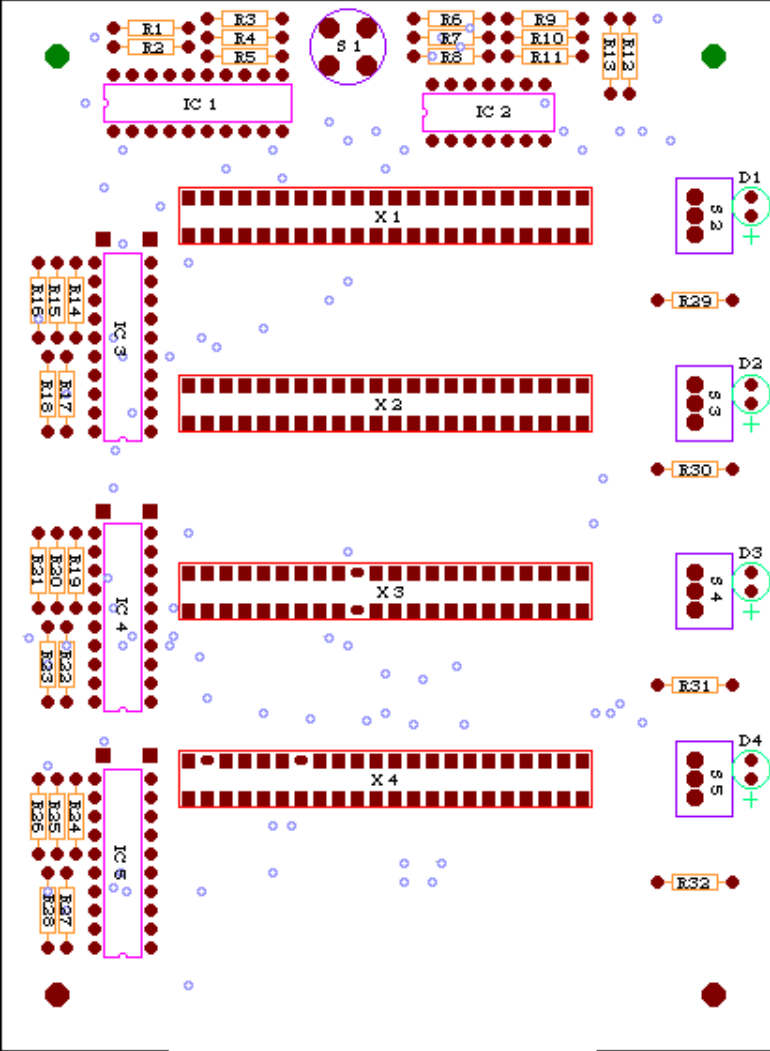 R1
R2
R3
R4
R5
S 1
R6
R7
R8
R9
R10
R11
R13
R12
IC 1
IC 2
X 1
D1
S 2
+
R16
R15
R14
IC 3
R29
R18
R17
X 2
D2
S 3
+
R30
R21
R20
R19
IC 4
X 3
D3
S 4
+
R23
R22
R31
X 4
D4
S 5
+
R26
R25
R24
IC 5
R28
R27
R32